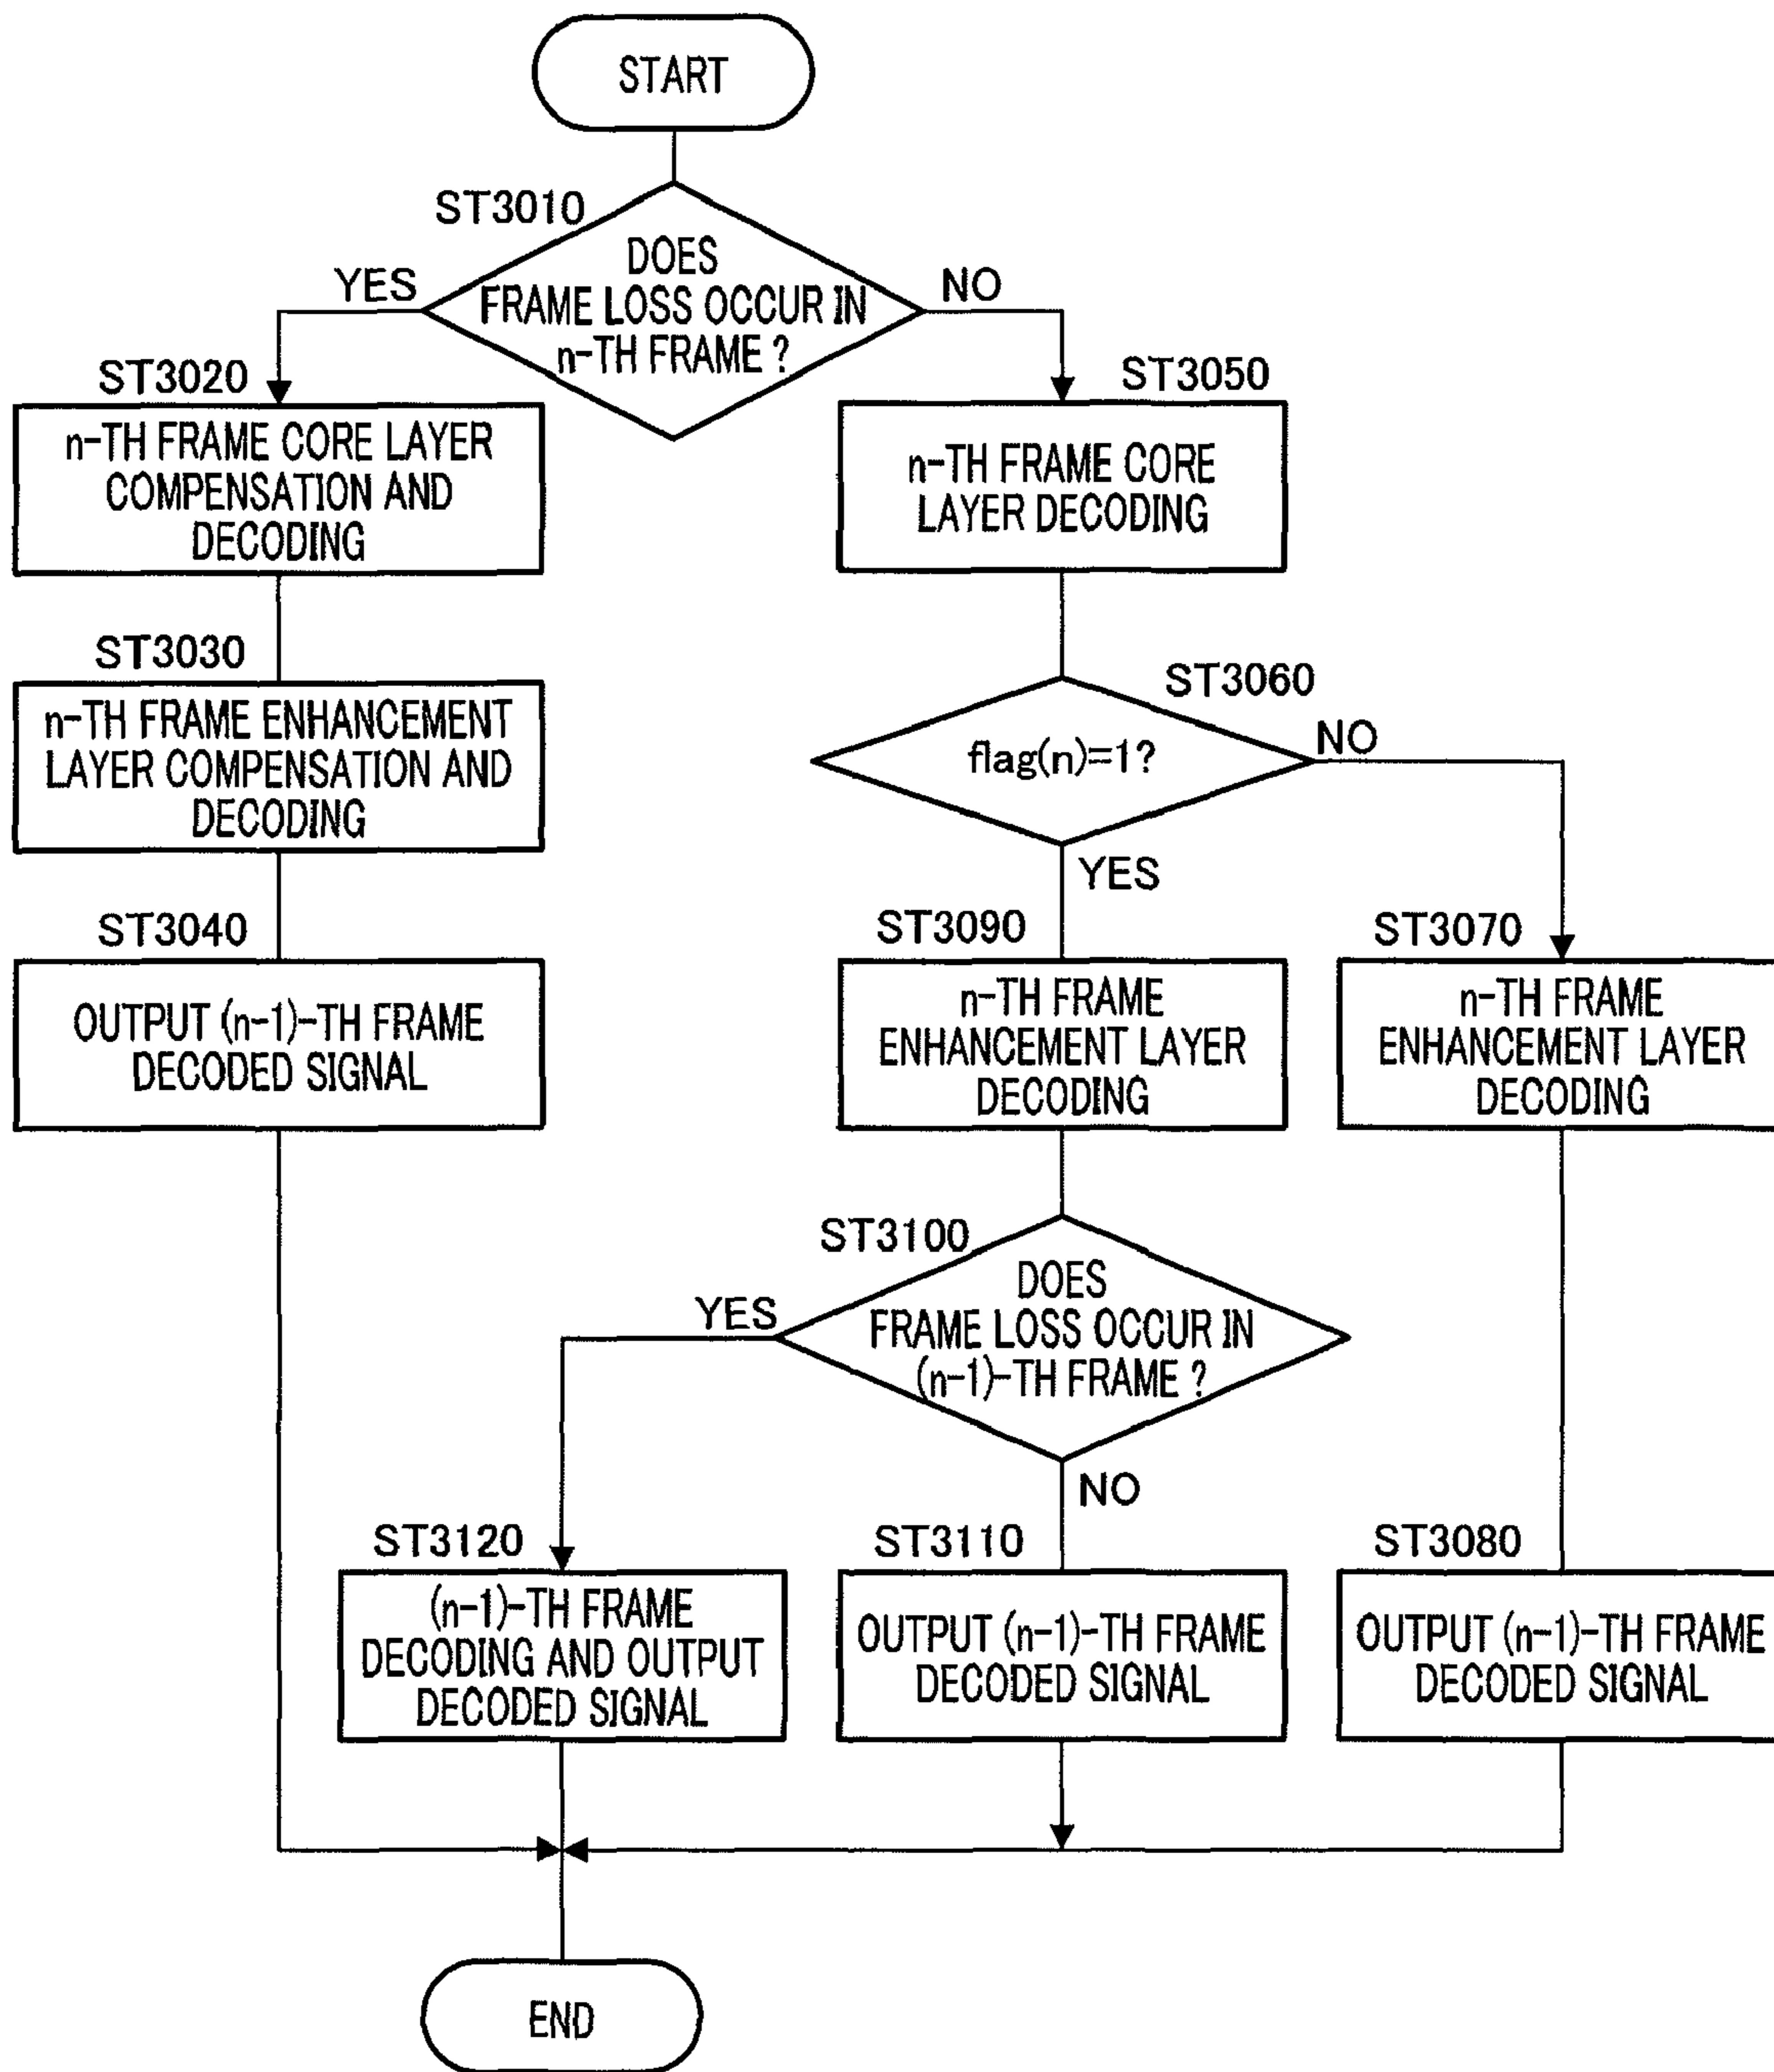 START
ST3010
DOES
FRAME LOSS OCCUR IN
n-TH FRAME ?
YES
NO
ST3020
n-TH FRAME CORE LAYER
COMPENSATION AND
DECODING
ST3050
n-TH FRAME CORE
LAYER DECODING
ST3030
n-TH FRAME ENHANCEMENT
LAYER COMPENSATION AND
DECODING
ST3060
flag(n)=1?
NO
YES
ST3040
OUTPUT (n-1)-TH FRAME
DECODED SIGNAL
ST3090
n-TH FRAME
ENHANCEMENT LAYER
DECODING
ST3070
n-TH FRAME
ENHANCEMENT LAYER
DECODING
ST3100
DOES
FRAME LOSS OCCUR IN
(n-1)-TH FRAME ?
YES
NO
ST3120
(n-1)-TH FRAME
DECODING AND OUTPUT
DECODED SIGNAL
ST3110
OUTPUT (n-1)-TH FRAME
DECODED SIGNAL
ST3080
OUTPUT (n-1)-TH FRAME
DECODED SIGNAL
END